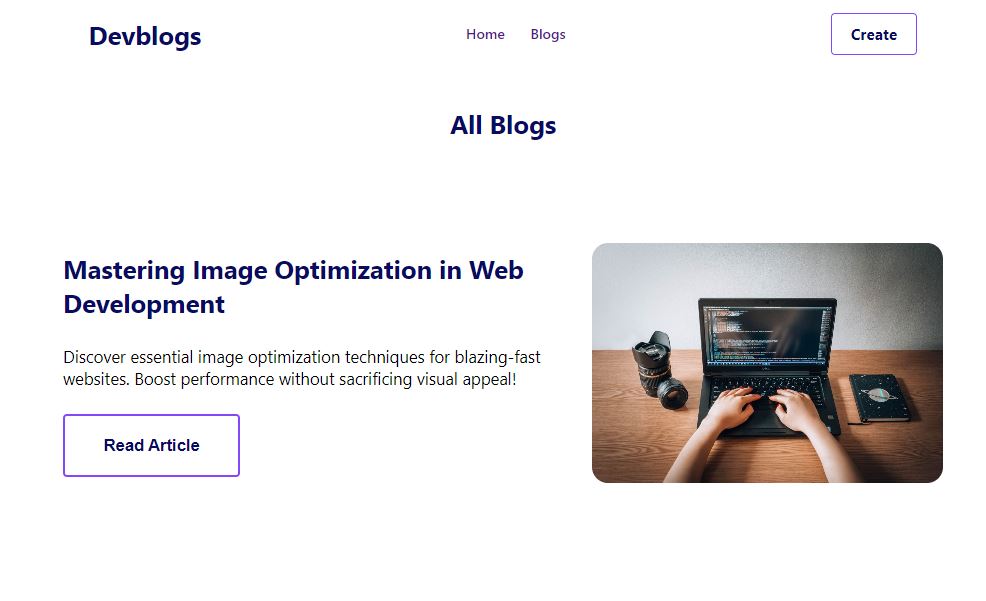 Devblogs
Home
Blogs
Create
All Blogs
Mastering Image Optimization in Web
Development
Discover essential image optimization techniques for blazing-fast
websites. Boost performance without sacrificing visual appeal!
Read Article